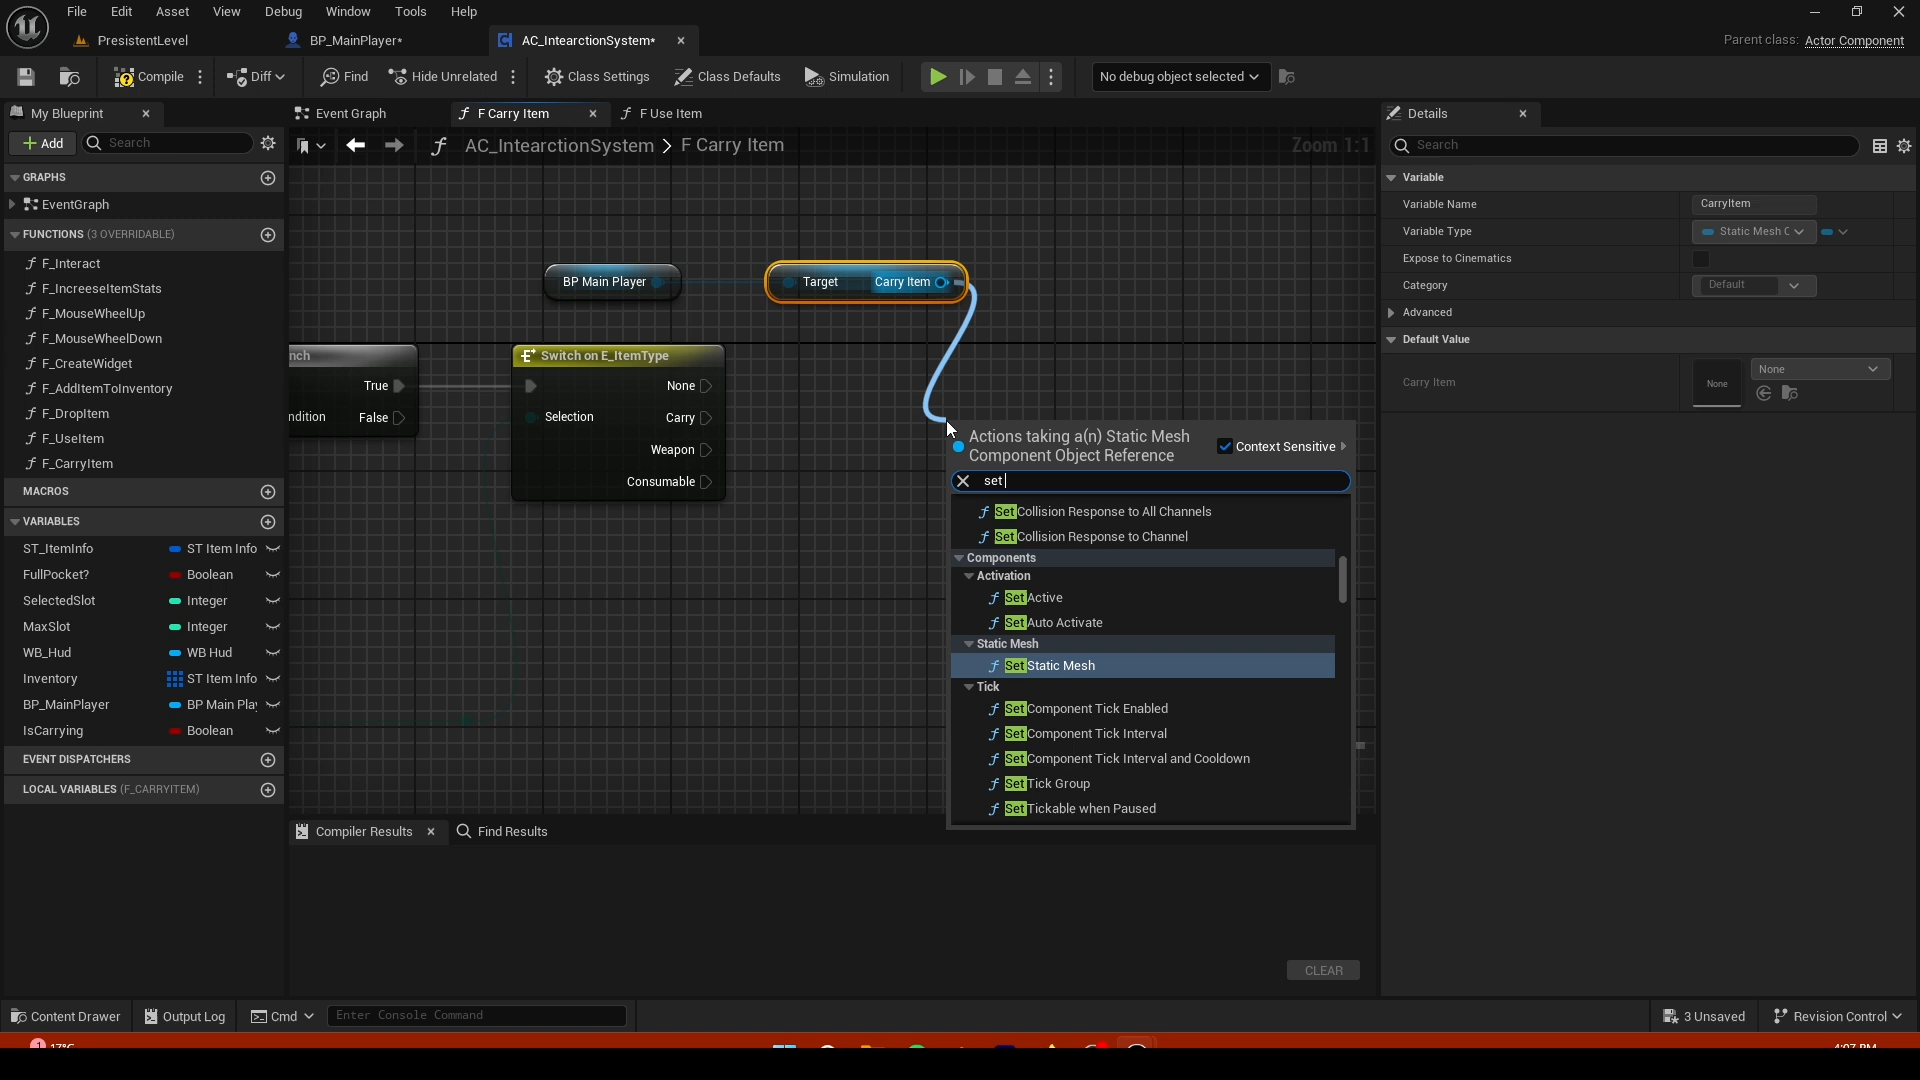 File Edit Asset View Debug Window Tools Help
PresistentLevel BP_MainPlayer* AC_IntearctionSystem*
Parent class: Actor Component
Compile Diff Find Hide Unrelated Class Settings Class Defaults Simulation No debug object selected
My Blueprint Event Graph F Carry Item F Use Item Details
Add Search AC_IntearctionSystem F Carry Item Zoom 1:1 Search
GRAPHS
EventGraph
FUNCTIONS (3 OVERRIDABLE)
F_Interact
F_IncreeseItemStats
F_MouseWheelUp
F_MouseWheelDown
F_CreateWidget
F_AddItemToInventory
F_DropItem
F_UseItem
F_CarryItem
MACROS
VARIABLES
ST_ItemInfo ST Item Info
FullPocket? Boolean
SelectedSlot Integer
MaxSlot Integer
WB_Hud WB Hud
Inventory ST Item Info
BP_MainPlayer BP Main Play
IsCarrying Boolean
EVENT DISPATCHERS
LOCAL VARIABLES (F_CARRYITEM)
BP Main Player
Target Carry Item
nch
True
ndition False
Switch on E_ItemType
None
Selection Carry
Weapon
Consumable
Actions taking a(n) Static Mesh
Component Object Reference
Context Sensitive
set
Set Collision Response to All Channels
Set Collision Response to Channel
Components
Activation
Set Active
Set Auto Activate
Static Mesh
Set Static Mesh
Tick
Set Component Tick Enabled
Set Component Tick Interval
Set Component Tick Interval and Cooldown
Set Tick Group
Set Tickable when Paused
Variable
Variable Name CarryItem
Variable Type Static Mesh C
Expose to Cinematics
Category Default
Advanced
Default Value
Carry Item None None
Compiler Results Find Results
CLEAR
Content Drawer Output Log Cmd Enter Console Command 3 Unsaved Revision Control
1 17°C 4:07 PM